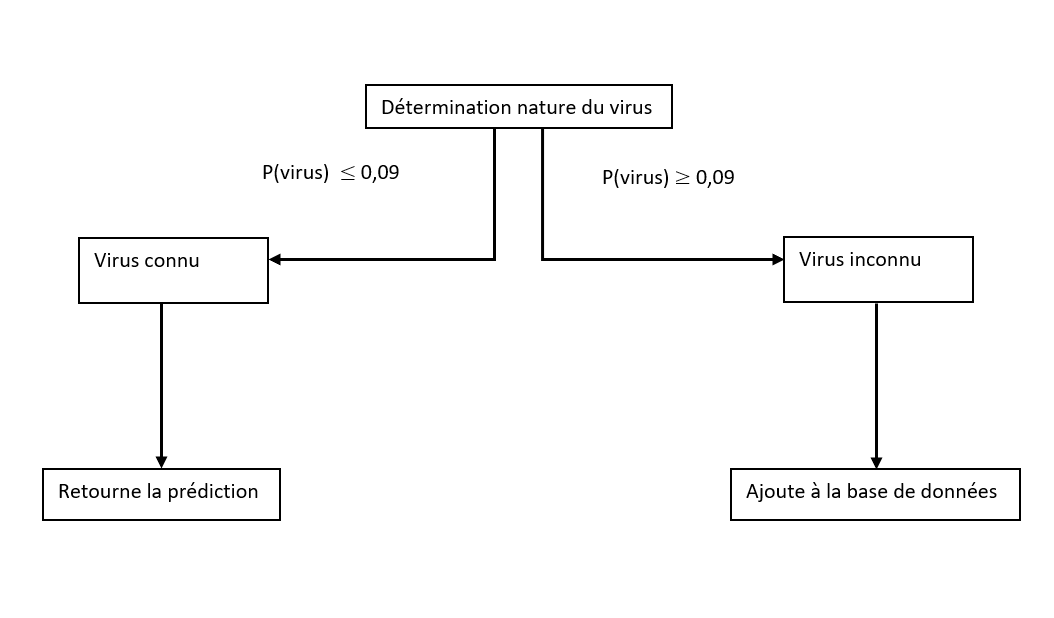 Détermination nature du virus
P(virus) ≤ 0,09
P(virus) ≥ 0,09
Virus connu
Virus inconnu
Retourne la prédiction
Ajoute à la base de données